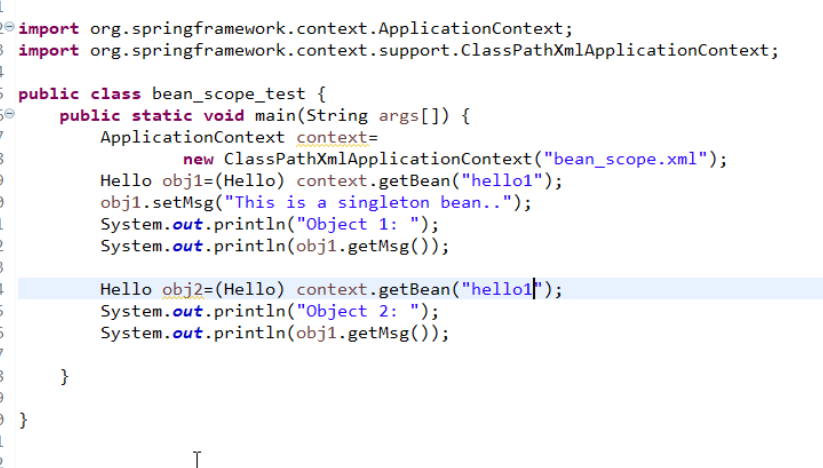 import org.springframework.context.ApplicationContext;
import org.springframework.context.support.ClassPathXmlApplicationContext;
public class bean_scope_test {
public static void main(String args[]) {
ApplicationContext context=
new ClassPathXmlApplicationContext("bean_scope.xml");
Hello obj1=(Hello) context.getBean("hello1");
obj1.setMsg("This is a singleton bean..");
System.out.println("Object 1: ");
System.out.println(obj1.getMsg());
Hello obj2=(Hello) context.getBean("hello1");
System.out.println("Object 2: ");
System.out.println(obj1.getMsg());
}
}